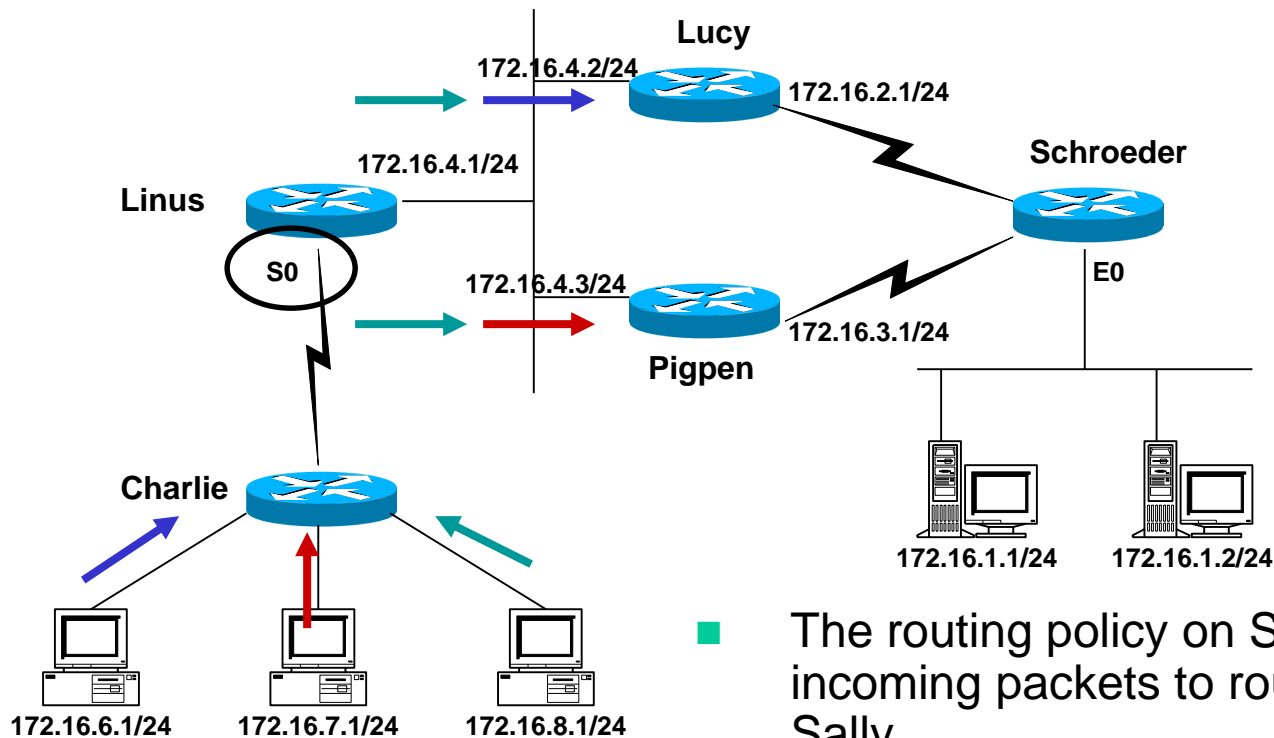 Lucy
172.16.4.2/24
172.16.2.1/24
Schroeder
172.16.4.1/24
Linus
S0
172.16.4.3/24
E0
172.16.3.1/24
Pigpen
Charlie
172.16.1.1/24
172.16.1.2/24
172.16.6.1/24
172.16.7.1/24
172.16.8.1/24
The routing policy on S
incoming packets to rou
Sally